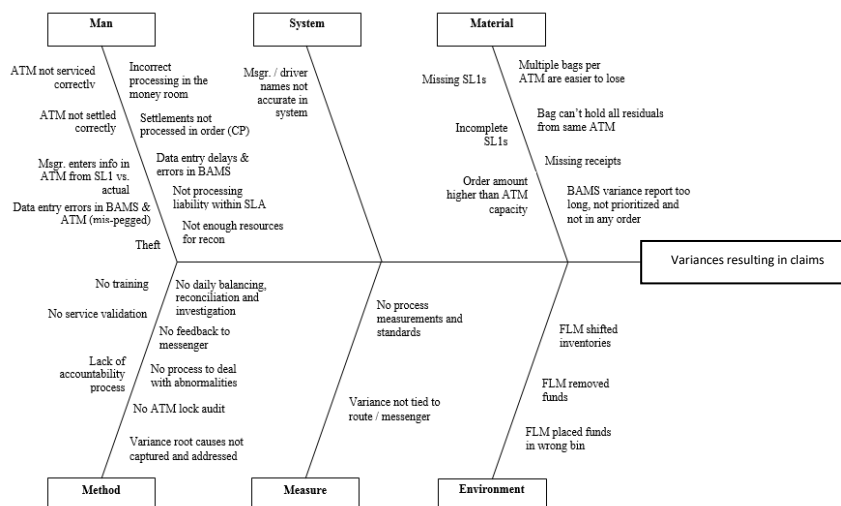 Man
System
Material
ATM not serviced
correctly
Incorrect
processing in the
money room
ATM not settled
correctly
Settlements not
processed in order (CP)
Msgr. enters info in
ATM from SL1 vs.
actual
Data entry delays &
errors in BAMS
Data entry errors in BAMS &
ATM (mis-pegged)
Not processing
liability within SLA
Theft
Not enough resources
for recon
Msgr. / driver
names not
accurate in
system
Missing SL1s
Multiple bags per
ATM are easier to lose
Incomplete
SL1s
Bag can't hold all residuals
from same ATM
Order amount
higher than ATM
capacity
Missing receipts
BAMS variance report too
long, not prioritized and
not in any order
Variances resulting in claims
No training
No daily balancing,
reconciliation and
investigation
No service validation
No feedback to
messenger
Lack of
accountability
process
No process to deal
with abnormalities
No ATM lock audit
Variance root causes not
captured and addressed
No process
measurements and
standards
Variance not tied to
route / messenger
FLM shifted
inventories
FLM removed
funds
FLM placed funds
in wrong bin
Method
Measure
Environment